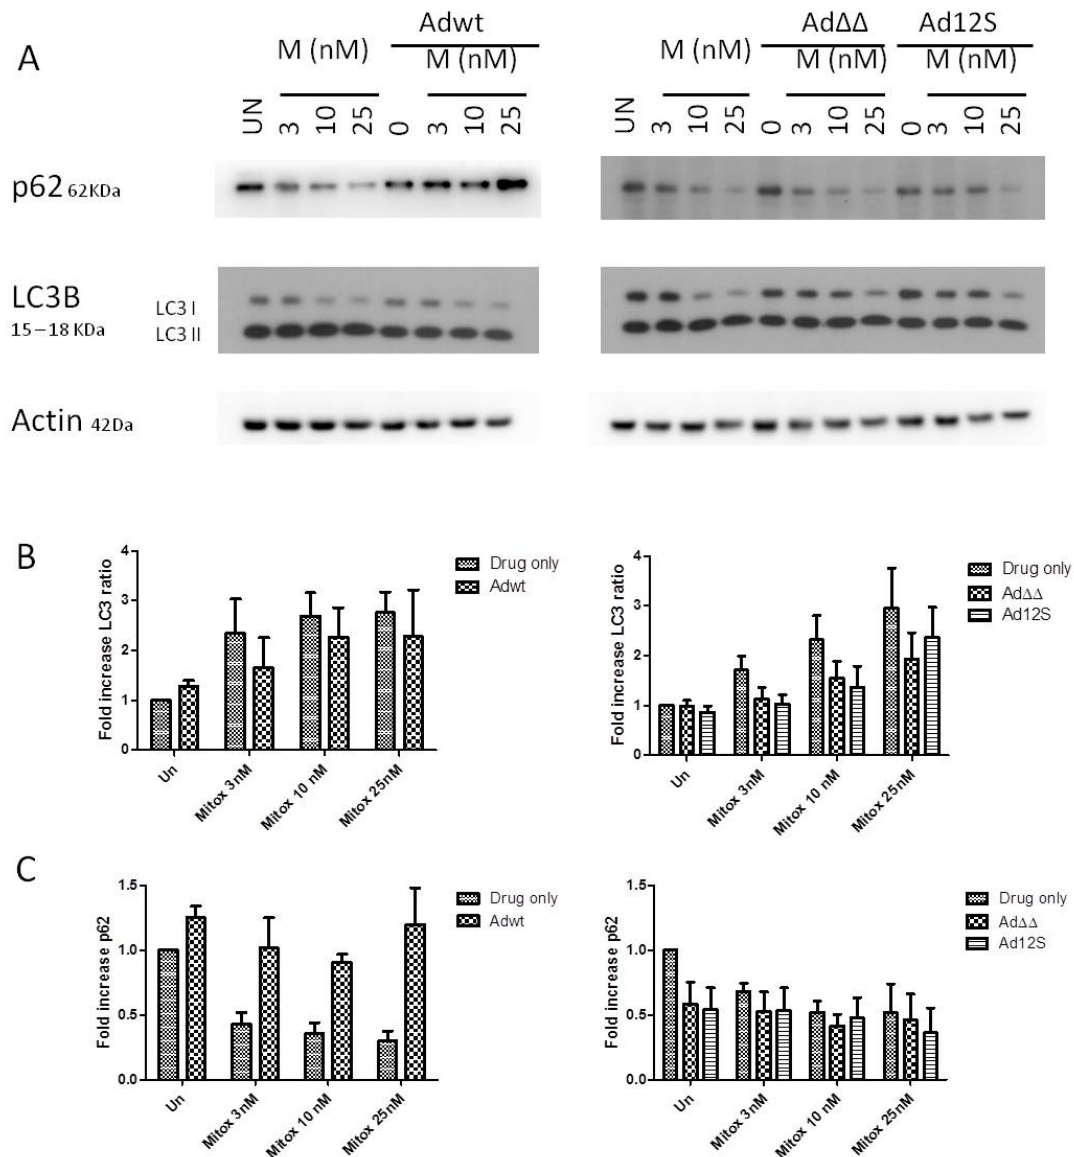 A
Adwt
M (nM)
M (nM)
UN
3
10
25
0
3
10
25
AdΔΔ
Ad12S
M (nM)
M (nM)
M (nM)
UN
3
10
25
0
3
10
25
0
3
10
25
p62 62KDa
LC3B
15–18 KDa
LC3 I
LC3 II
Actin 42Da
B
Fold increase LC3 ratio
4
3
2
1
0
Un
Mitox 3nM
Mitox 10 nM
Mitox 25nM
Drug only
Adwt
Fold increase LC3 ratio
4
3
2
1
0
Un
Mitox 3nM
Mitox 10 nM
Mitox 25nM
Drug only
AdΔΔ
Ad12S
C
Fold increase p62
1.5
1.0
0.5
0.0
Un
Mitox 3nM
Mitox 10 nM
Mitox 25nM
Drug only
Adwt
Fold increase p62
1.5
1.0
0.5
0.0
Un
Mitox 3nM
Mitox 10 nM
Mitox 25nM
Drug only
AdΔΔ
Ad12S